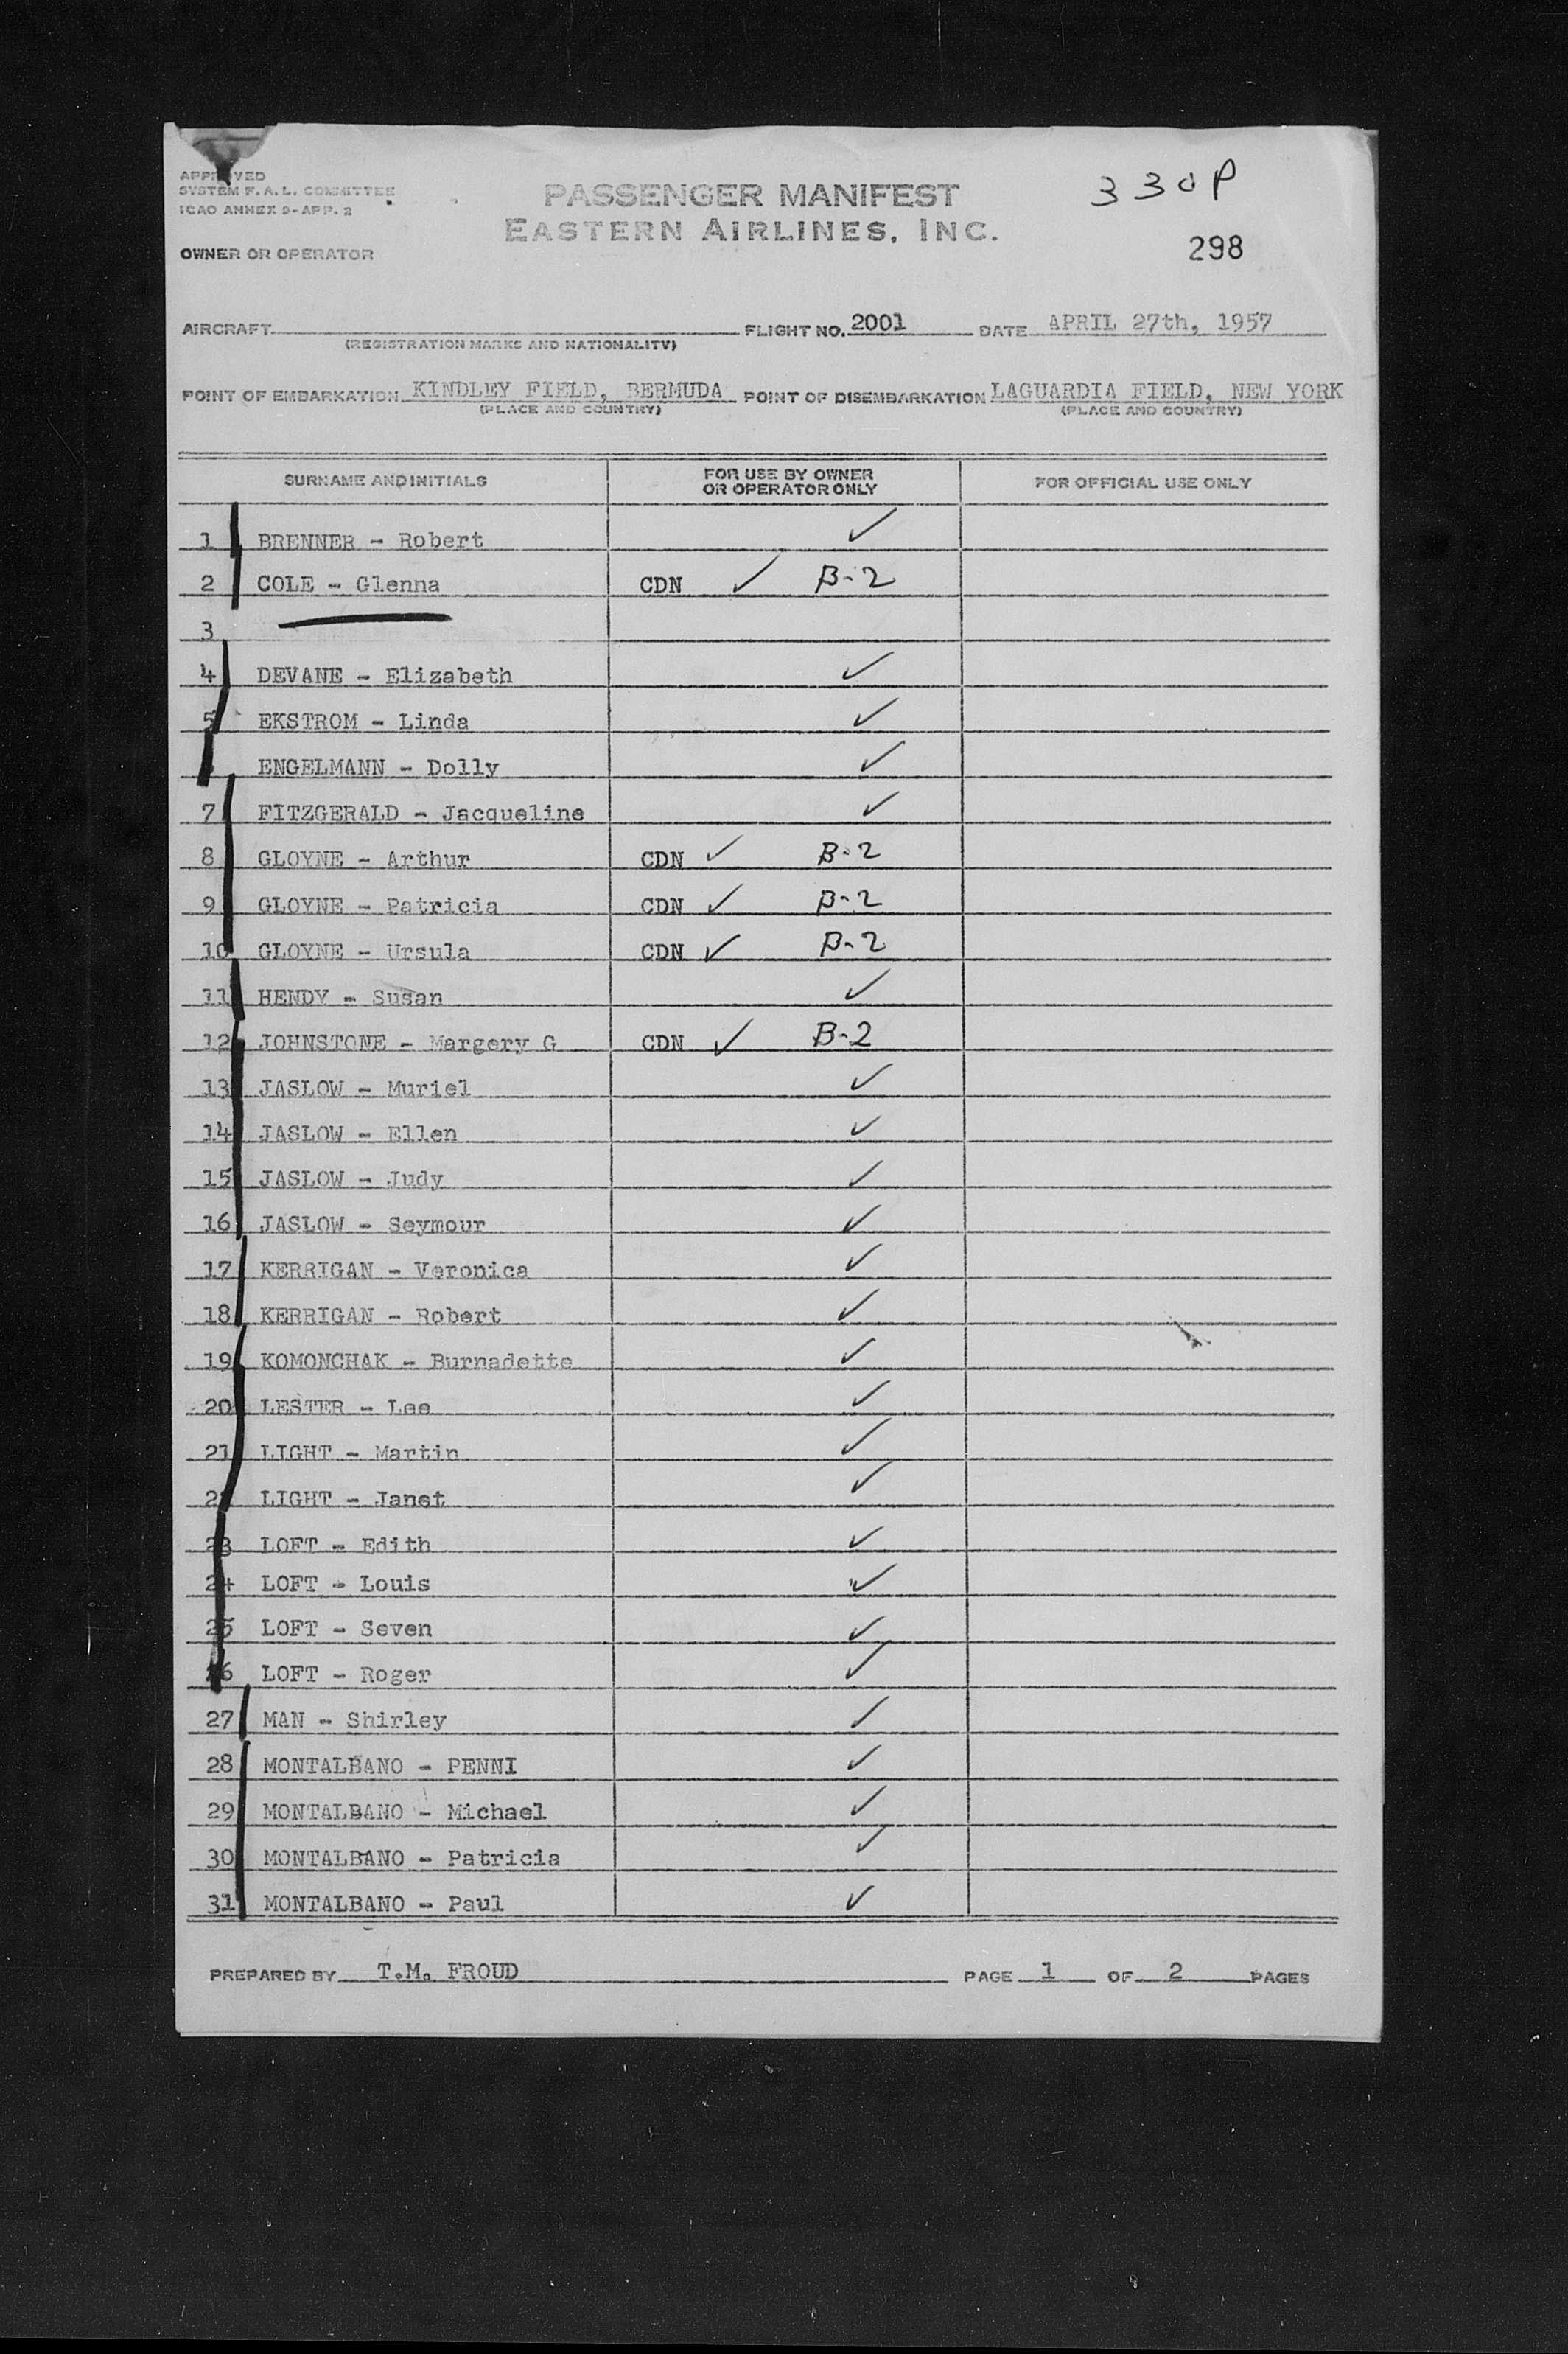 APPROVED
SYSTEM F. A. L. COMMITTEE
ICAO ANNEX 9-APP. 2
PASSENGER MANIFEST
EASTERN AIRLINES, INC.
330P
298
OWNER OR OPERATOR
AIRCRAFT FLIGHT NO. 2001 DATE APRIL 27th, 1957
(REGISTRATION MARKS AND NATIONALITY)
POINT OF EMBARKATION KINDLEY FIELD, BERMUDA POINT OF DISEMBARKATION LAGUARDIA FIELD, NEW YORK
(PLACE AND COUNTRY) (PLACE AND COUNTRY)
SURNAME AND INITIALS FOR USE BY OWNER OR OPERATOR ONLY FOR OFFICIAL USE ONLY
1 BRENNER - Robert ✓
2 COLE - Glenna CDN ✓ B-2
3
4 DEVANE - Elizabeth ✓
5 EKSTROM - Linda ✓
ENGELMANN - Dolly ✓
7 FITZGERALD - Jacqueline ✓
8 GLOYNE - Arthur CDN ✓ B-2
9 GLOYNE - Patricia CDN ✓ B-2
10 GLOYNE - Ursula CDN ✓ B-2
11 HENDY - Susan ✓
12 JOHNSTONE - Margery G CDN ✓ B-2
13 JASLOW - Muriel ✓
14 JASLOW - Ellen ✓
15 JASLOW - Judy ✓
16 JASLOW - Seymour ✓
17 KERRIGAN - Veronica ✓
18 KERRIGAN - Robert ✓
19 KOMONCHAK - Burnadette ✓
20 LESTER - Lee ✓
21 LIGHT - Martin ✓
22 LIGHT - Janet ✓
23 LOFT - Edith ✓
24 LOFT - Louis ✓
25 LOFT - Seven ✓
26 LOFT - Roger ✓
27 MAN - Shirley ✓
28 MONTALBANO - PENNI ✓
29 MONTALBANO - Michael ✓
30 MONTALBANO - Patricia ✓
31 MONTALBANO - Paul ✓
PREPARED BY T.M. FROUD PAGE 1 OF 2 PAGES